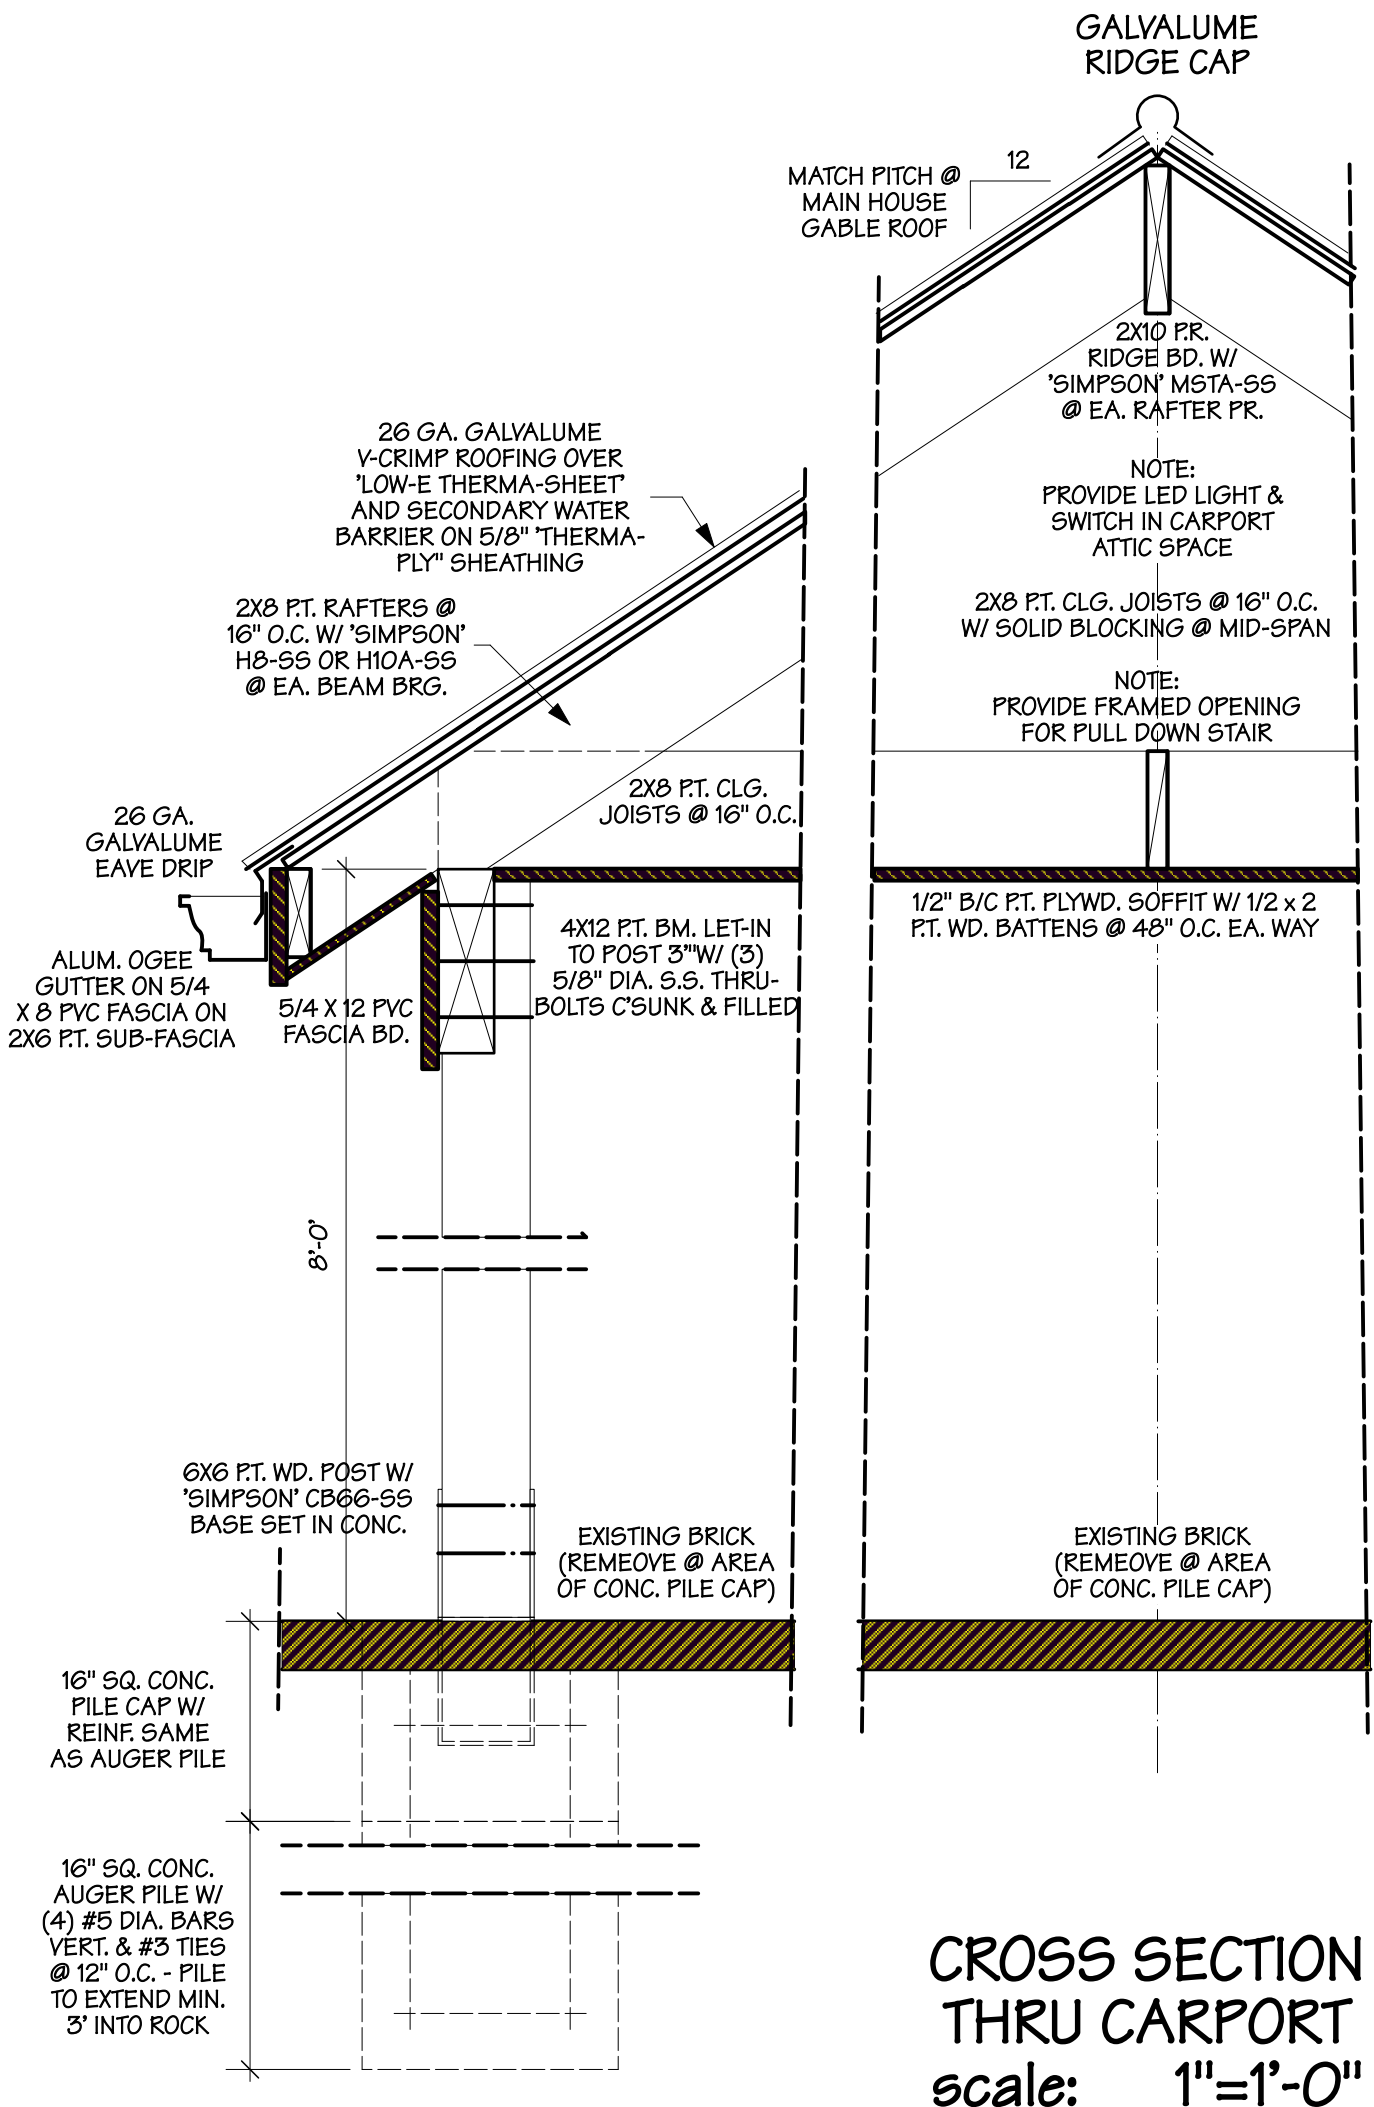 GALVALUME
RIDGE CAP
12
MATCH PITCH @
MAIN HOUSE
GABLE ROOF
2X10 P.R.
RIDGE BD. W/
'SIMPSON' MSTA-SS
@ EA. RAFTER PR.
26 GA. GALVALUME
V-CRIMP ROOFING OVER
'LOW-E THERMA-SHEET'
AND SECONDARY WATER
BARRIER ON 5/8" 'THERMA-
PLY" SHEATHING
NOTE:
PROVIDE LED LIGHT &
SWITCH IN CARPORT
ATTIC SPACE
2X8 P.T. RAFTERS @
16" O.C. W/ 'SIMPSON'
H8-SS OR H10A-SS
@ EA. BEAM BRG.
2X8 P.T. CLG. JOISTS @ 16" O.C.
W/ SOLID BLOCKING @ MID-SPAN
NOTE:
PROVIDE FRAMED OPENING
FOR PULL DOWN STAIR
2X8 P.T. CLG.
JOISTS @ 16" O.C.
26 GA.
GALVALUME
EAVE DRIP
1/2" B/C P.T. PLYWD. SOFFIT W/ 1/2 x 2
P.T. WD. BATTENS @ 48" O.C. EA. WAY
4X12 P.T. BM. LET-IN
TO POST 3'"W/ (3)
5/8" DIA. S.S. THRU-
BOLTS C'SUNK & FILLED
ALUM. OGEE
GUTTER ON 5/4
X 8 PVC FASCIA ON
2X6 P.T. SUB-FASCIA
5/4 X 12 PVC
FASCIA BD.
8'-0'
6X6 P.T. WD. POST W/
'SIMPSON' CB66-SS
BASE SET IN CONC.
EXISTING BRICK
(REMEOVE @ AREA
OF CONC. PILE CAP)
EXISTING BRICK
(REMEOVE @ AREA
OF CONC. PILE CAP)
16" SQ. CONC.
PILE CAP W/
REINF. SAME
AS AUGER PILE
16" SQ. CONC.
AUGER PILE W/
(4) #5 DIA. BARS
VERT. & #3 TIES
@ 12" O.C. - PILE
TO EXTEND MIN.
3' INTO ROCK
CROSS SECTION
THRU CARPORT
scale: 1"=1'-0"